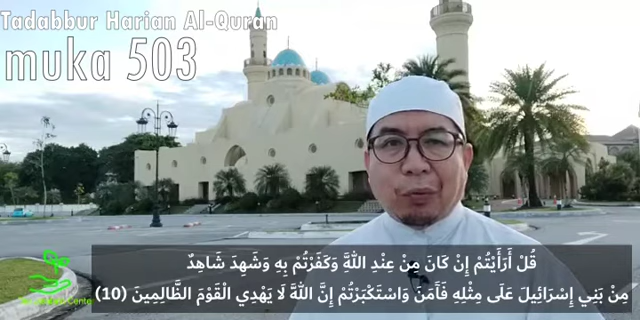 Tadabbur Harian Al-Quran
muka 503
قُلْ أَرَأَيْتُمْ إِنْ كَانَ مِنْ عِنْدِ اللَّهِ وَكَفَرْتُمْ بِهِ وَشَهِدَ شَاهِدٌ
مِنْ بَنِي إِسْرَائِيلَ عَلَى مِثْلِهِ فَآمَنَ وَاسْتَكْبَرْتُمْ إِنَّ اللَّهَ لَا يَهْدِي الْقَوْمَ الظَّالِمِينَ (10)